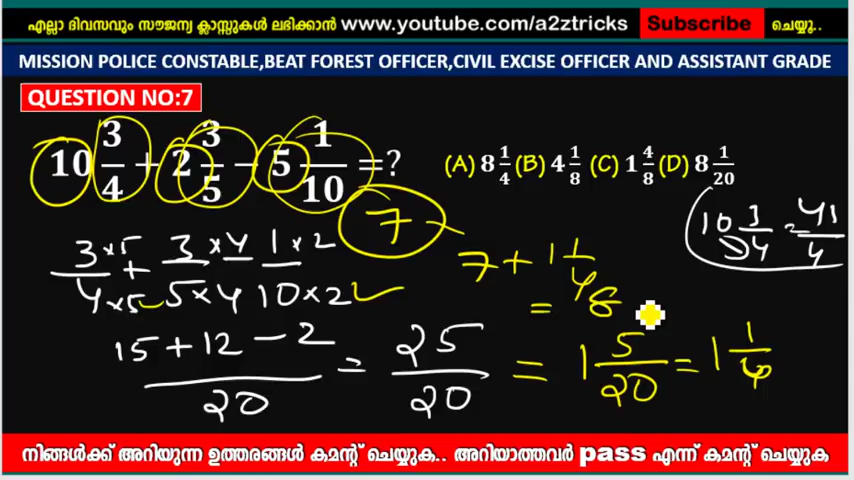 എല്ലാ ദിവസവും സൗജന്യ ക്ലാസ്സുകൾ ലഭിക്കാൻ www.youtube.com/a2ztricks Subscribe ചെയ്യൂ..
MISSION POLICE CONSTABLE,BEAT FOREST OFFICER,CIVIL EXCISE OFFICER AND ASSISTANT GRADE
QUESTION NO:7
10 3/4 + 2 3/5 − 5 1/10 =? (A) 8 1/4 (B) 4 1/8 (C) 1 4/8 (D) 8 1/20
7
10 3/4 = 41/4
3×5/4×5 + 3×4/5×4 1×2/10×2
7 + 1 1/4
= 8
15+12−2/20 = 25/20 = 1 5/20 = 1 1/4
നിങ്ങൾക്ക് അറിയുന്ന ഉത്തരങ്ങൾ കമന്റ് ചെയ്യുക.. അറിയാത്തവർ pass എന്ന് കമന്റ് ചെയ്യുക